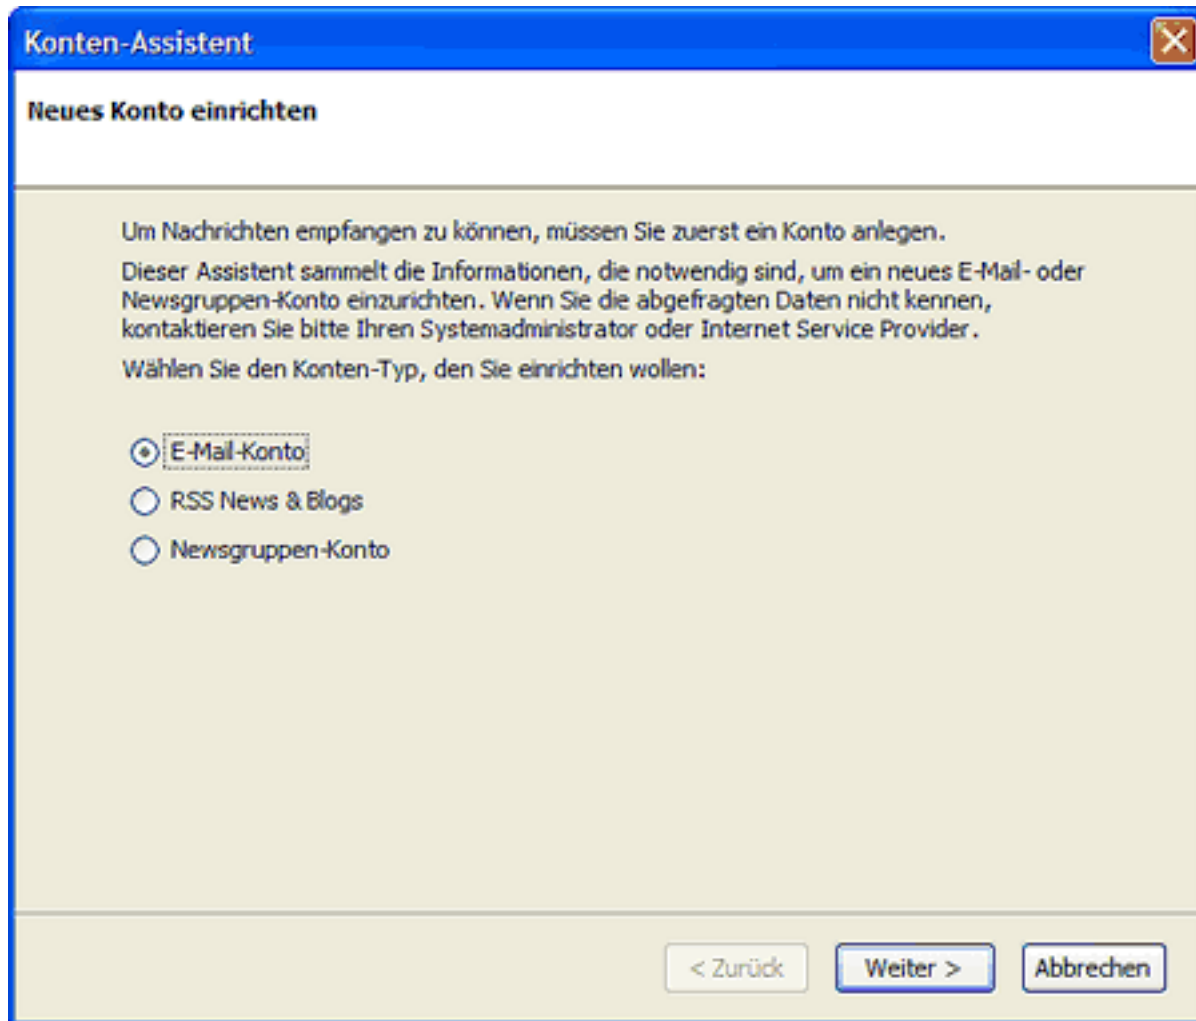 Konten-Assistent
Neues Konto einrichten
Um Nachrichten empfangen zu können, müssen Sie zuerst ein Konto anlegen.
Dieser Assistent sammelt die Informationen, die notwendig sind, um ein neues E-Mail- oder
Newsgruppen-Konto einzurichten. Wenn Sie die abgefragten Daten nicht kennen,
kontaktieren Sie bitte Ihren Systemadministrator oder Internet Service Provider.
Wählen Sie den Konten-Typ, den Sie einrichten wollen:
E-Mail-Konto
RSS News & Blogs
Newsgruppen-Konto
< Zurück Weiter > Abbrechen